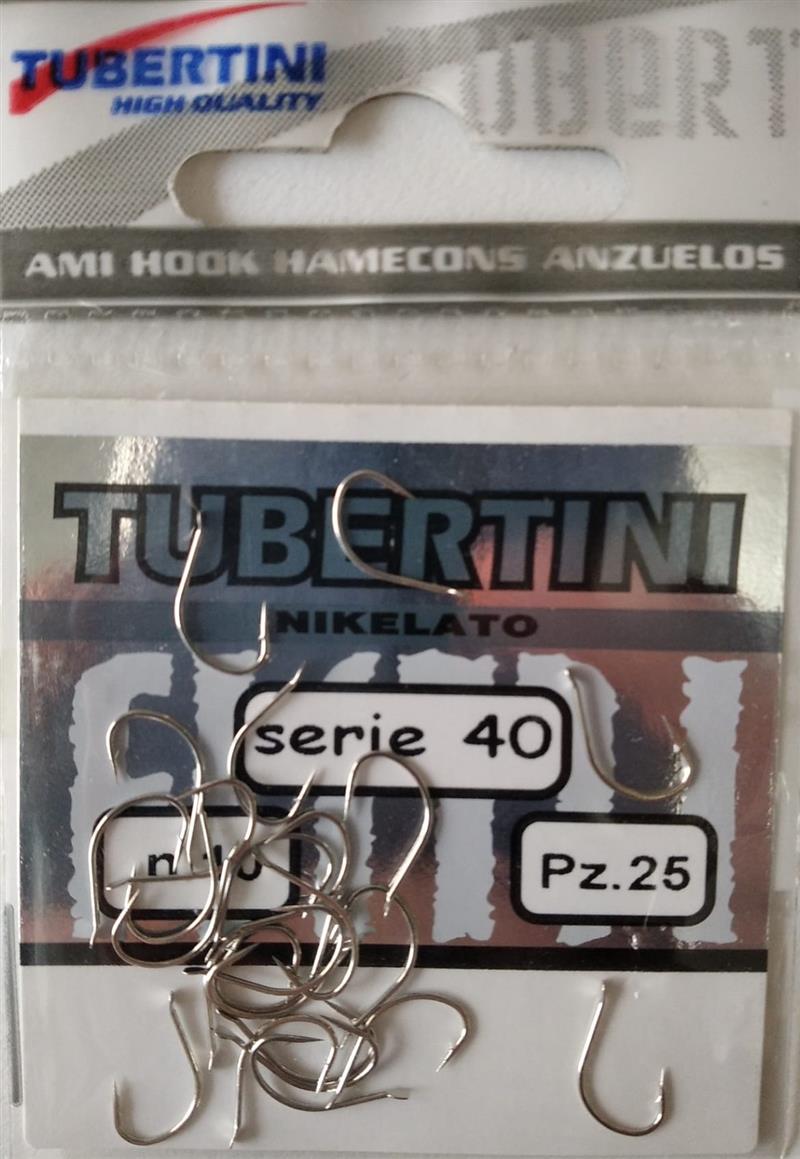 TUBERTINI
HIGH QUALITY
AMI HOOK HAMECONS ANZUELOS
TUBERTINI
NIKELATO
serie 40
Pz.25